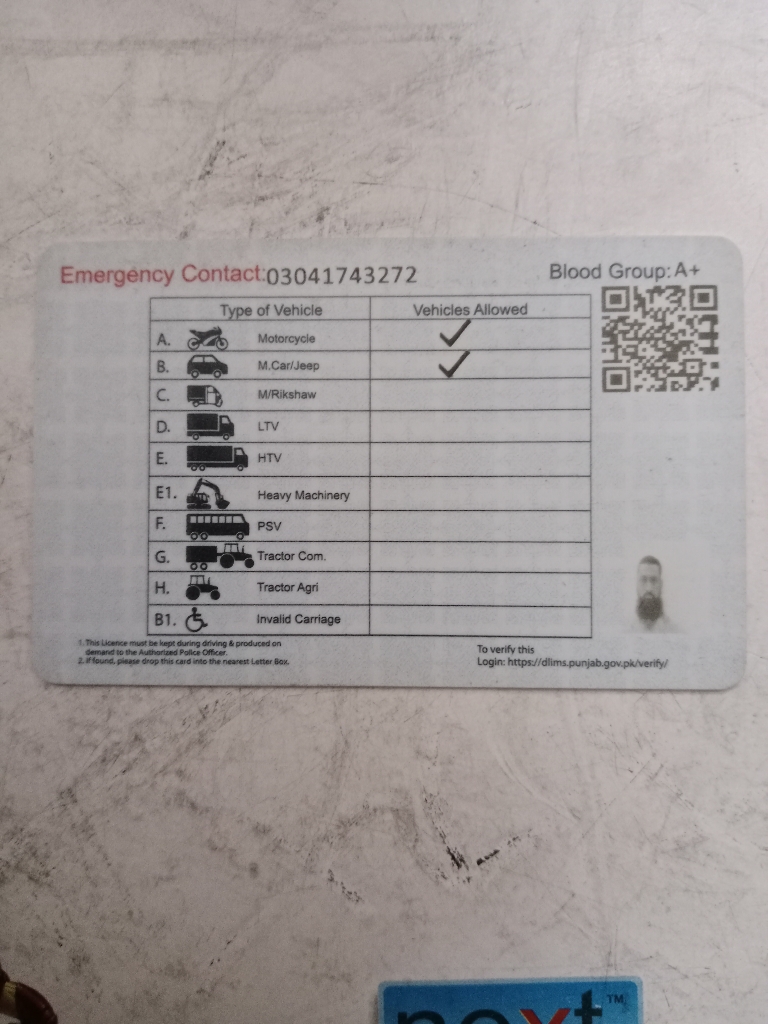 Emergency Contact:03041743272 Blood Group:A+
Type of Vehicle Vehicles Allowed
A. Motorcycle ✓
B. M.Car/Jeep ✓
C. M/Rikshaw
D. LTV
E. HTV
E1. Heavy Machinery
F. PSV
G. Tractor Com.
H. Tractor Agri
B1. Invalid Carriage
1. This Licence must be kept during driving & produced on
demand to the Authorized Police Officer.
2. If found, please drop this card into the nearest Letter Box.
To verify this
Login: https://dlims.punjab.gov.pk/verify/
next™